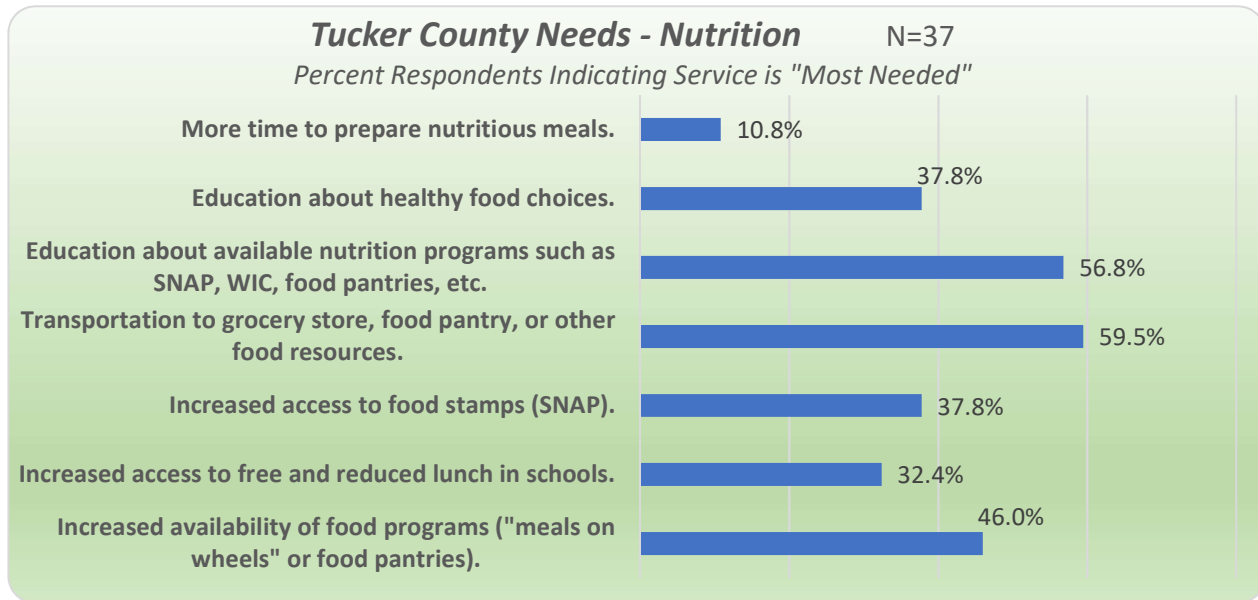 Tucker County Needs - Nutrition N=37
Percent Respondents Indicating Service is "Most Needed"
More time to prepare nutritious meals.
10.8%
Education about healthy food choices.
37.8%
Education about available nutrition programs such as
SNAP, WIC, food pantries, etc.
56.8%
Transportation to grocery store, food pantry, or other
food resources.
59.5%
Increased access to food stamps (SNAP).
37.8%
Increased access to free and reduced lunch in schools.
32.4%
Increased availability of food programs ("meals on
wheels" or food pantries).
46.0%